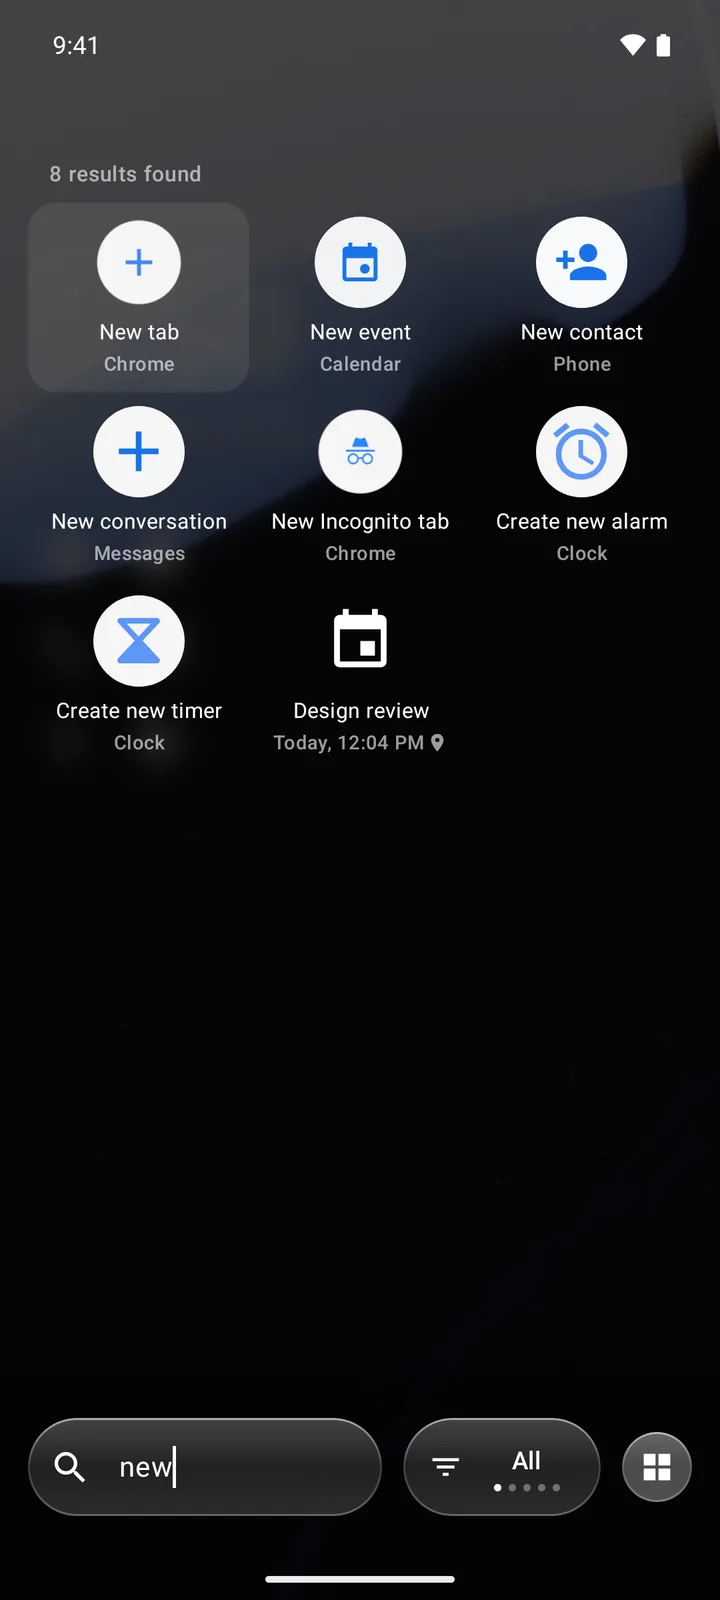 9:41
8 results found
New tab
Chrome
New event
Calendar
New contact
Phone
New conversation
Messages
New Incognito tab
Chrome
Create new alarm
Clock
Create new timer
Clock
Design review
Today, 12:04 PM
new
All